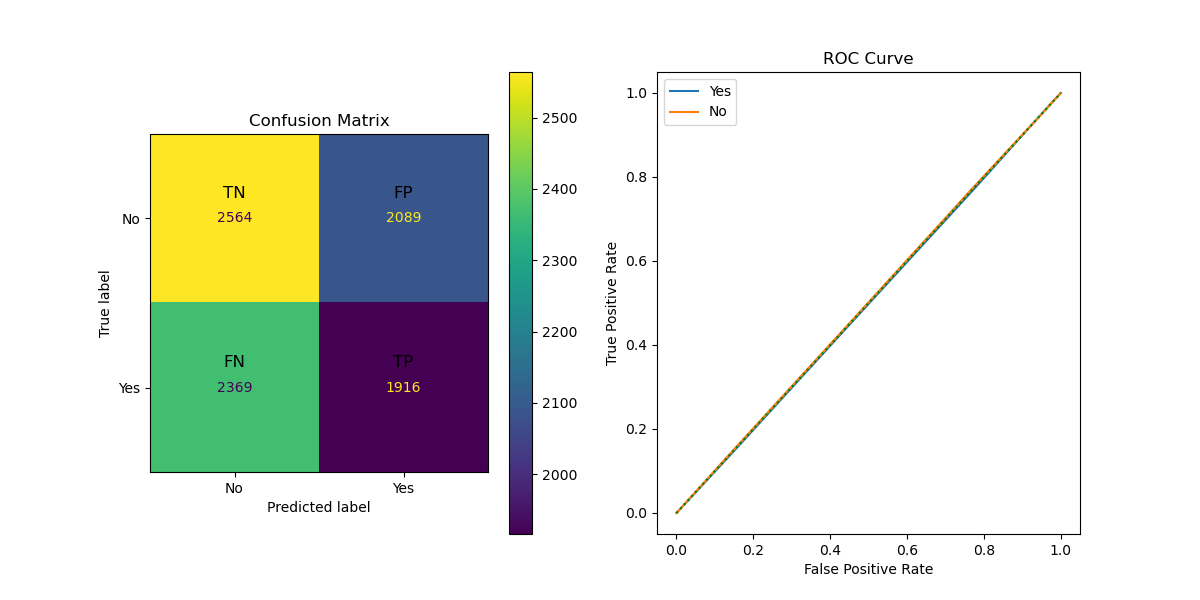 Confusion Matrix
TN
2564
FP
2089
FN
2369
TP
1916
No
Yes
True label
No
Yes
Predicted label
2500
2400
2300
2200
2100
2000
ROC Curve
Yes
No
1.0
0.8
0.6
0.4
0.2
0.0
True Positive Rate
0.0
0.2
0.4
0.6
0.8
1.0
False Positive Rate